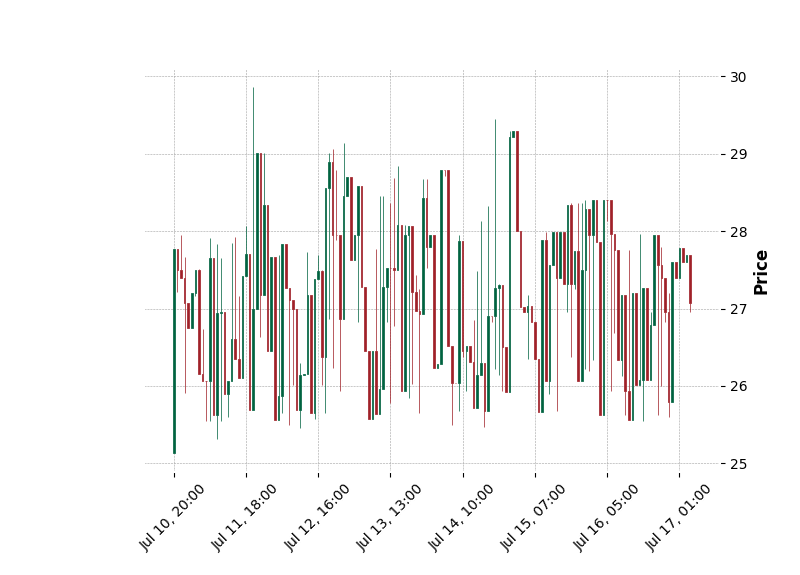 30
29
28
27
26
25
Price
Jul 10, 20:00
Jul 11, 18:00
Jul 12, 16:00
Jul 13, 13:00
Jul 14, 10:00
Jul 15, 07:00
Jul 16, 05:00
Jul 17, 01:00